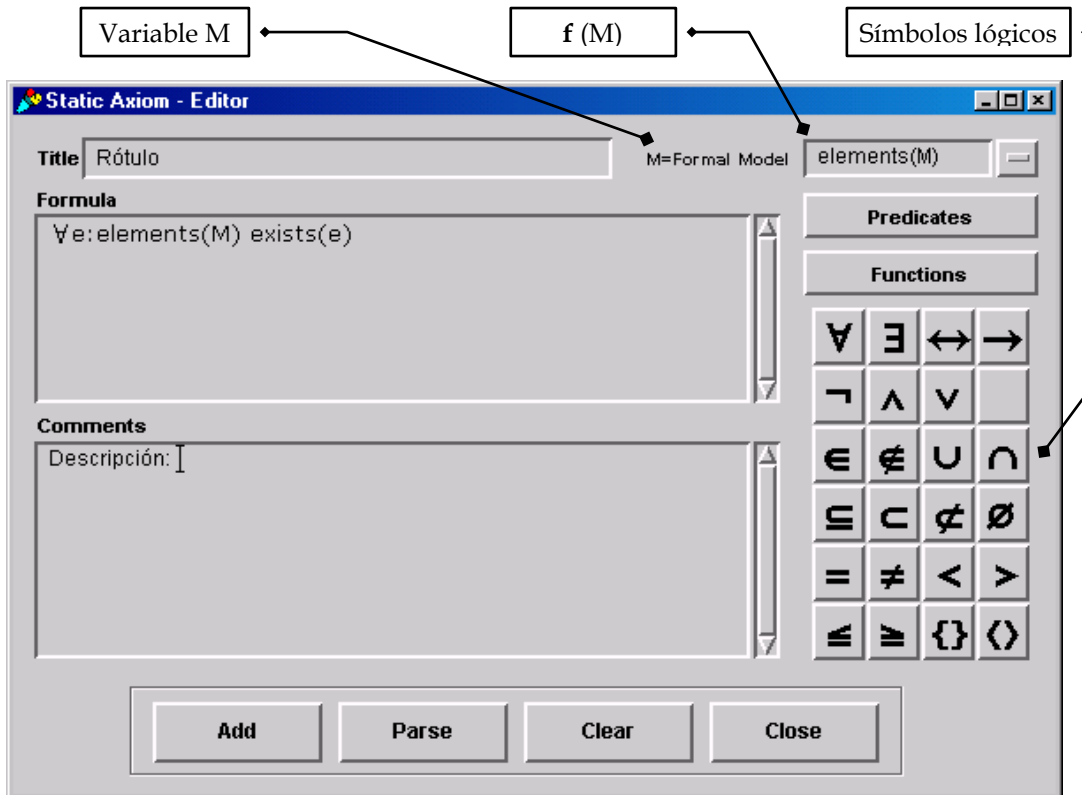 Variable M
f (M)
Símbolos lógicos
Static Axiom - Editor
Title Rótulo M=Formal Model elements(M)
Formula
∀e:elements(M) exists(e)
Predicates
Functions
∀ ∃ ↔ →
¬ ∧ ∨
∈ ∉ ∪ ∩
⊆ ⊂ ⊄ Ø
= ≠ < >
≦ ≧ {} ⟨⟩
Comments
Descripción:
Add Parse Clear Close